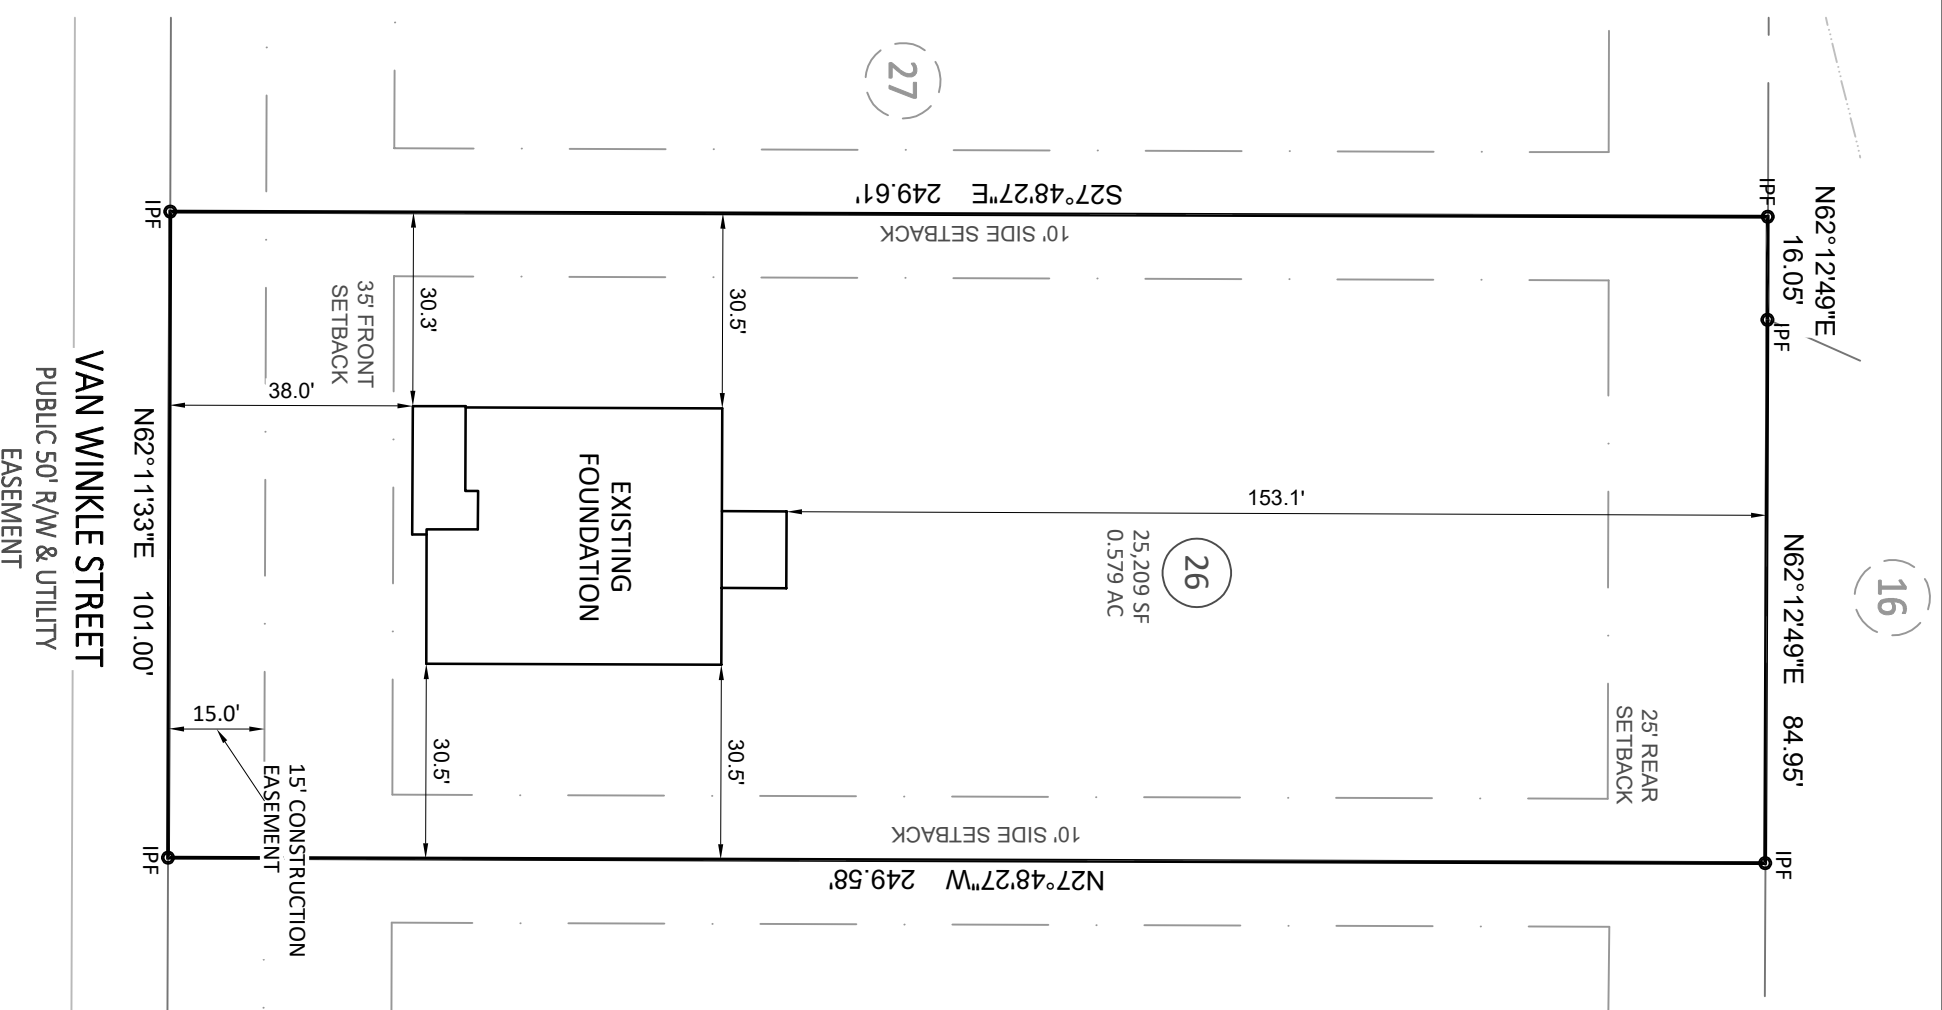 N62°12'49"E
16.05'
IPF
IPF
N62°12'49"E 84.95'
16
IPF
27
S27°48'27"E 249.61'
10' SIDE SETBACK
25' REAR
SETBACK
153.1'
26
25,209 SF
0.579 AC
30.5'
30.5'
EXISTING
FOUNDATION
30.3'
30.5'
35' FRONT
SETBACK
38.0'
10' SIDE SETBACK
N27°48'27"W 249.58'
15.0'
15' CONSTRUCTION
EASEMENT
IPF
IPF
N62°11'33"E 101.00'
VAN WINKLE STREET
PUBLIC 50' R/W & UTILITY
EASEMENT